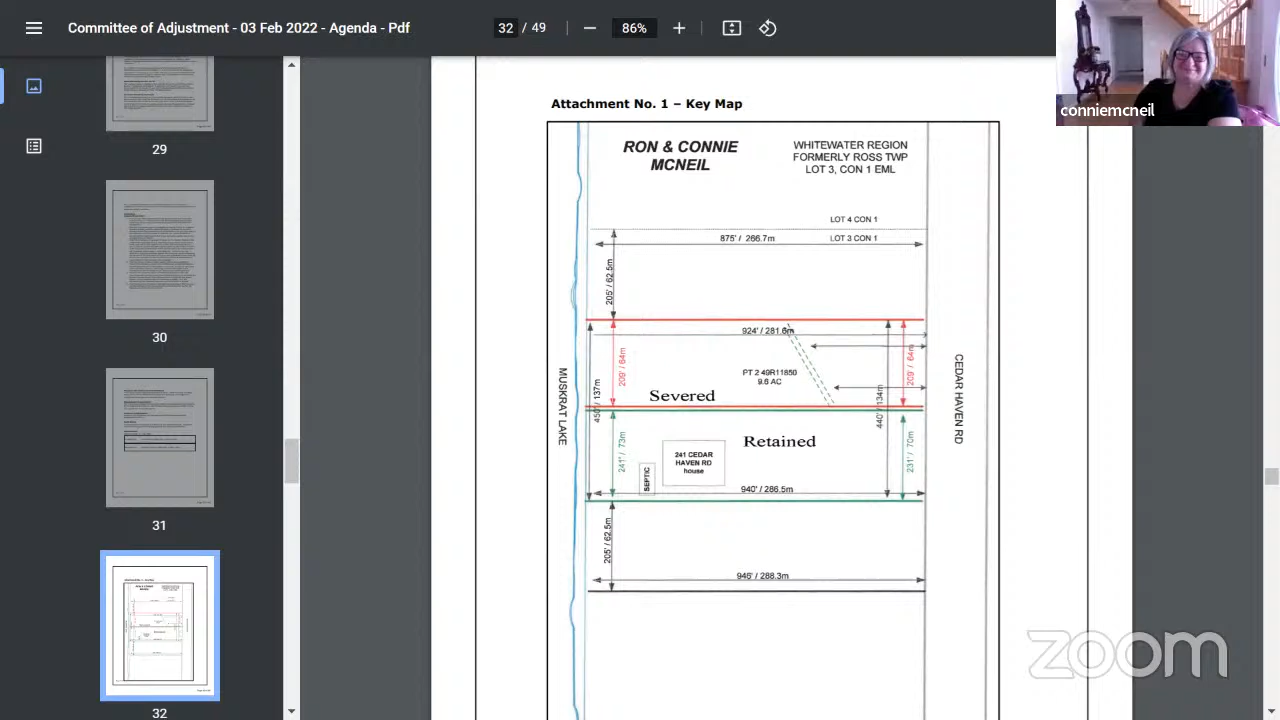 Committee of Adjustment - 03 Feb 2022 - Agenda - Pdf
32 / 49
86%
conniemcneil
29
30
31
32
Attachment No. 1 – Key Map
RON & CONNIE
MCNEIL
WHITEWATER REGION
FORMERLY ROSS TWP
LOT 3, CON 1 EML
LOT 4 CON 1
875' / 266.7m
LOT 3 CON 1
205' / 62.5m
924' / 281.6m
209' / 64m
209' / 64m
450' / 137m
440' / 134m
PT 2 49R11850
9.6 AC
Severed
MUSKRAT LAKE
CEDAR HAVEN RD
Retained
241' / 73m
231' / 70m
241 CEDAR
HAVEN RD
house
SEPTIC
940' / 286.5m
205' / 62.5m
946' / 288.3m
zoom